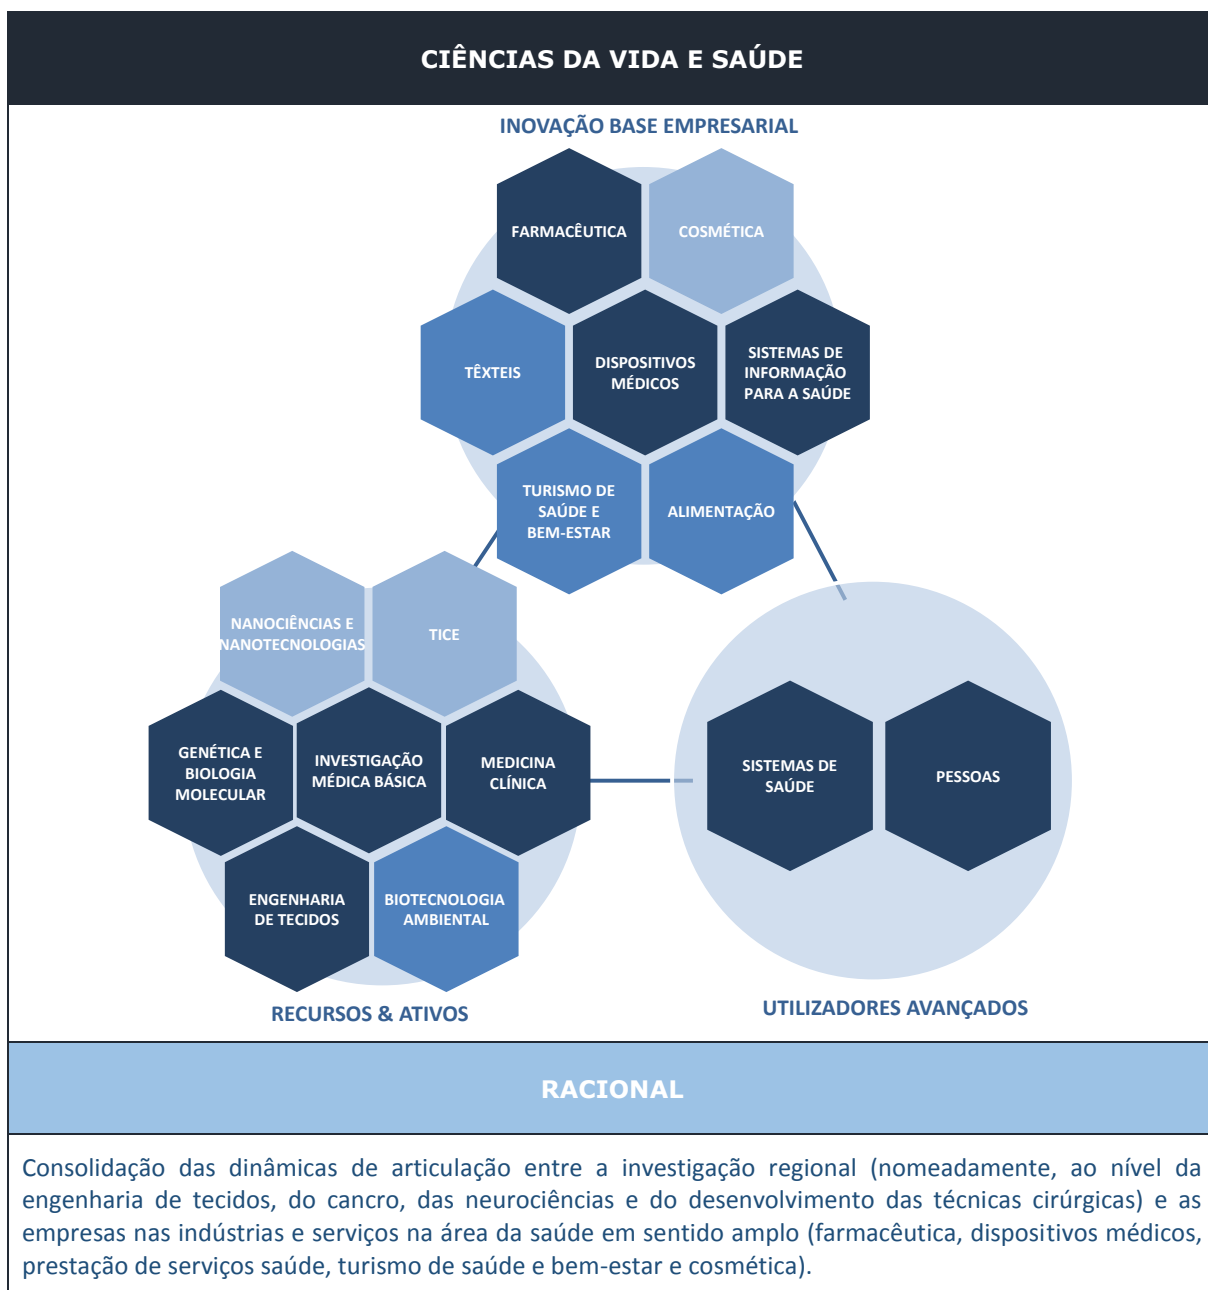 CIÊNCIAS DA VIDA E SAÚDE
INOVAÇÃO BASE EMPRESARIAL
FARMACÊUTICA
COSMÉTICA
TÊXTEIS
DISPOSITIVOS
MÉDICOS
SISTEMAS DE
INFORMAÇÃO
PARA A SAÚDE
TURISMO DE
SAÚDE E
BEM-ESTAR
ALIMENTAÇÃO
NANOCIÊNCIAS E
NANOTECNOLOGIAS
TICE
GENÉTICA E
BIOLOGIA
MOLECULAR
INVESTIGAÇÃO
MÉDICA BÁSICA
MEDICINA
CLÍNICA
ENGENHARIA
DE TECIDOS
BIOTECNOLOGIA
AMBIENTAL
RECURSOS & ATIVOS
SISTEMAS DE
SAÚDE
PESSOAS
UTILIZADORES AVANÇADOS
RACIONAL
Consolidação das dinâmicas de articulação entre a investigação regional (nomeadamente, ao nível da
engenharia de tecidos, do cancro, das neurociências e do desenvolvimento das técnicas cirúrgicas) e as
empresas nas indústrias e serviços na área da saúde em sentido amplo (farmacêutica, dispositivos médicos,
prestação de serviços saúde, turismo de saúde e bem-estar e cosmética).